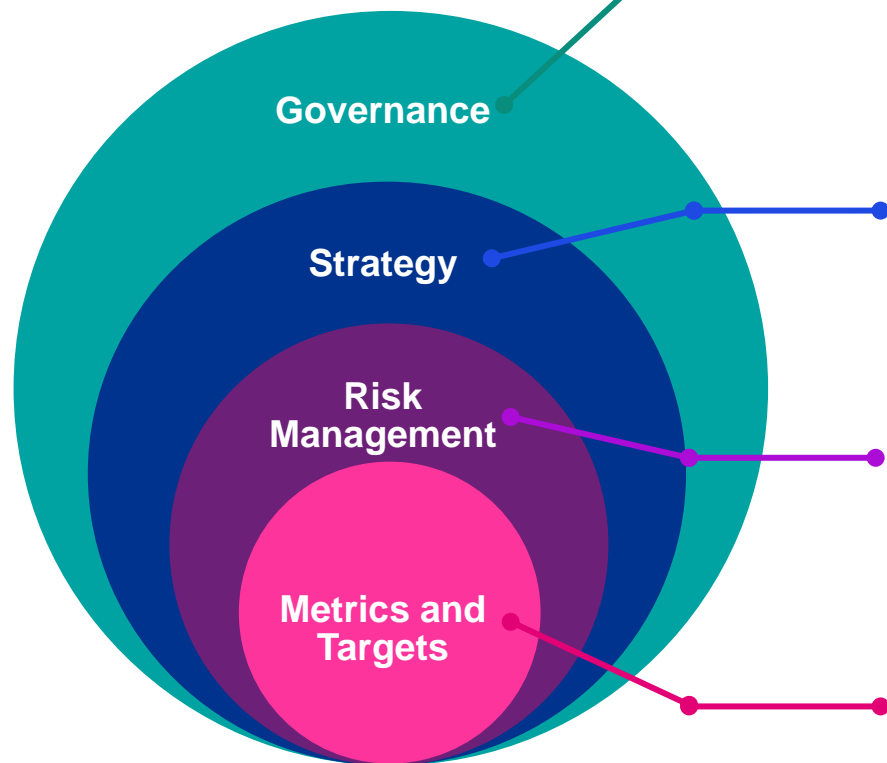 Governance
Strategy
Risk
Management
Metrics and
Targets